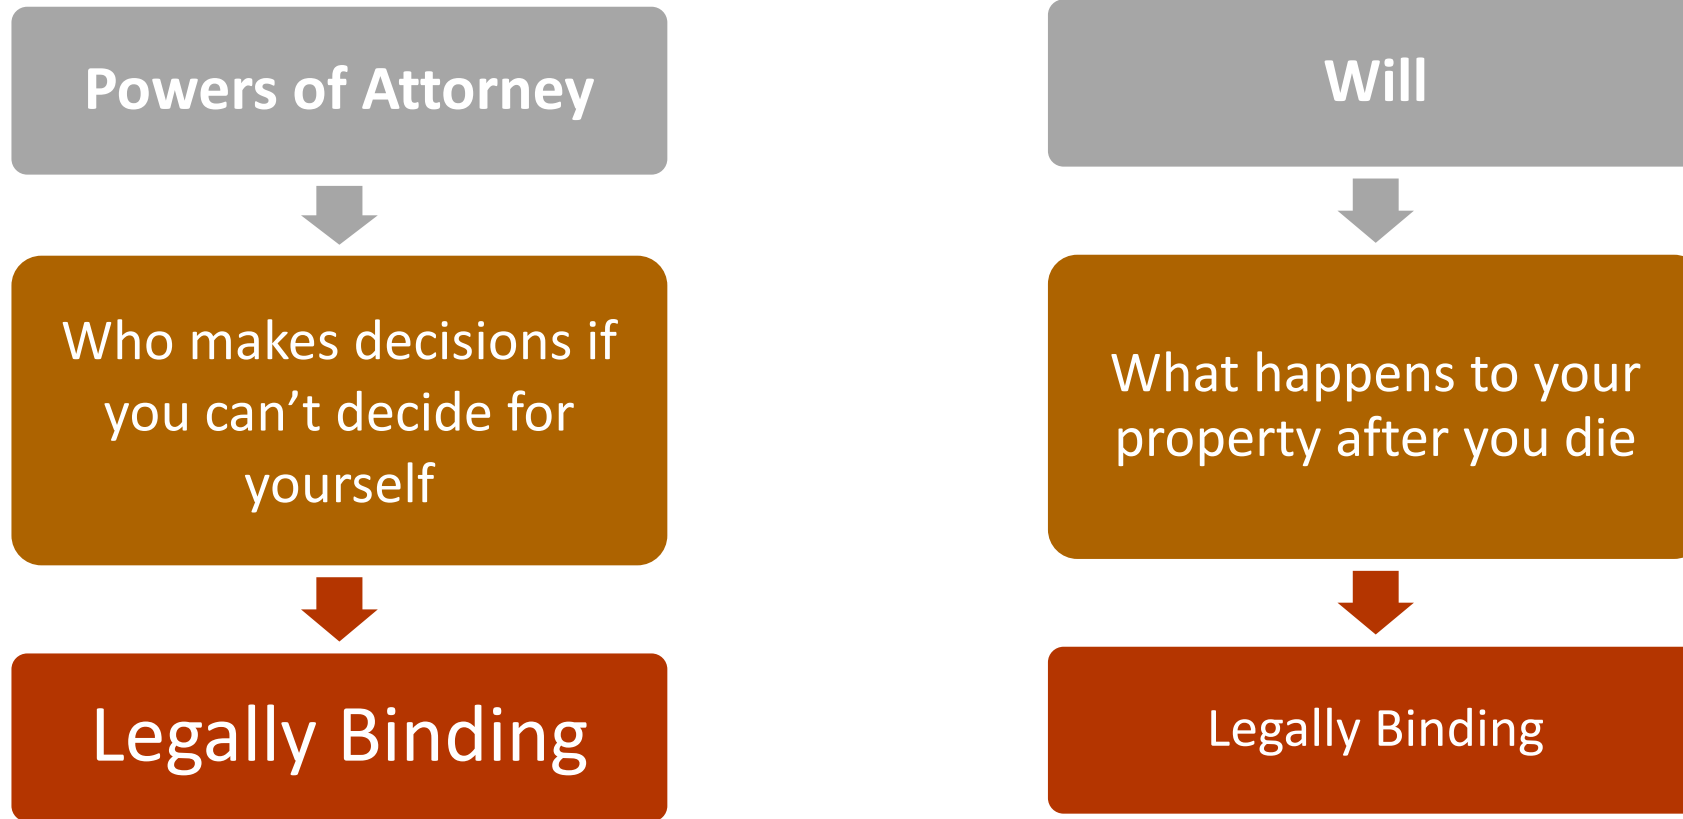 Powers of Attorney
Who makes decisions if
you can’t decide for
yourself
Legally Binding
Will
What happens to your
property after you die
Legally Binding